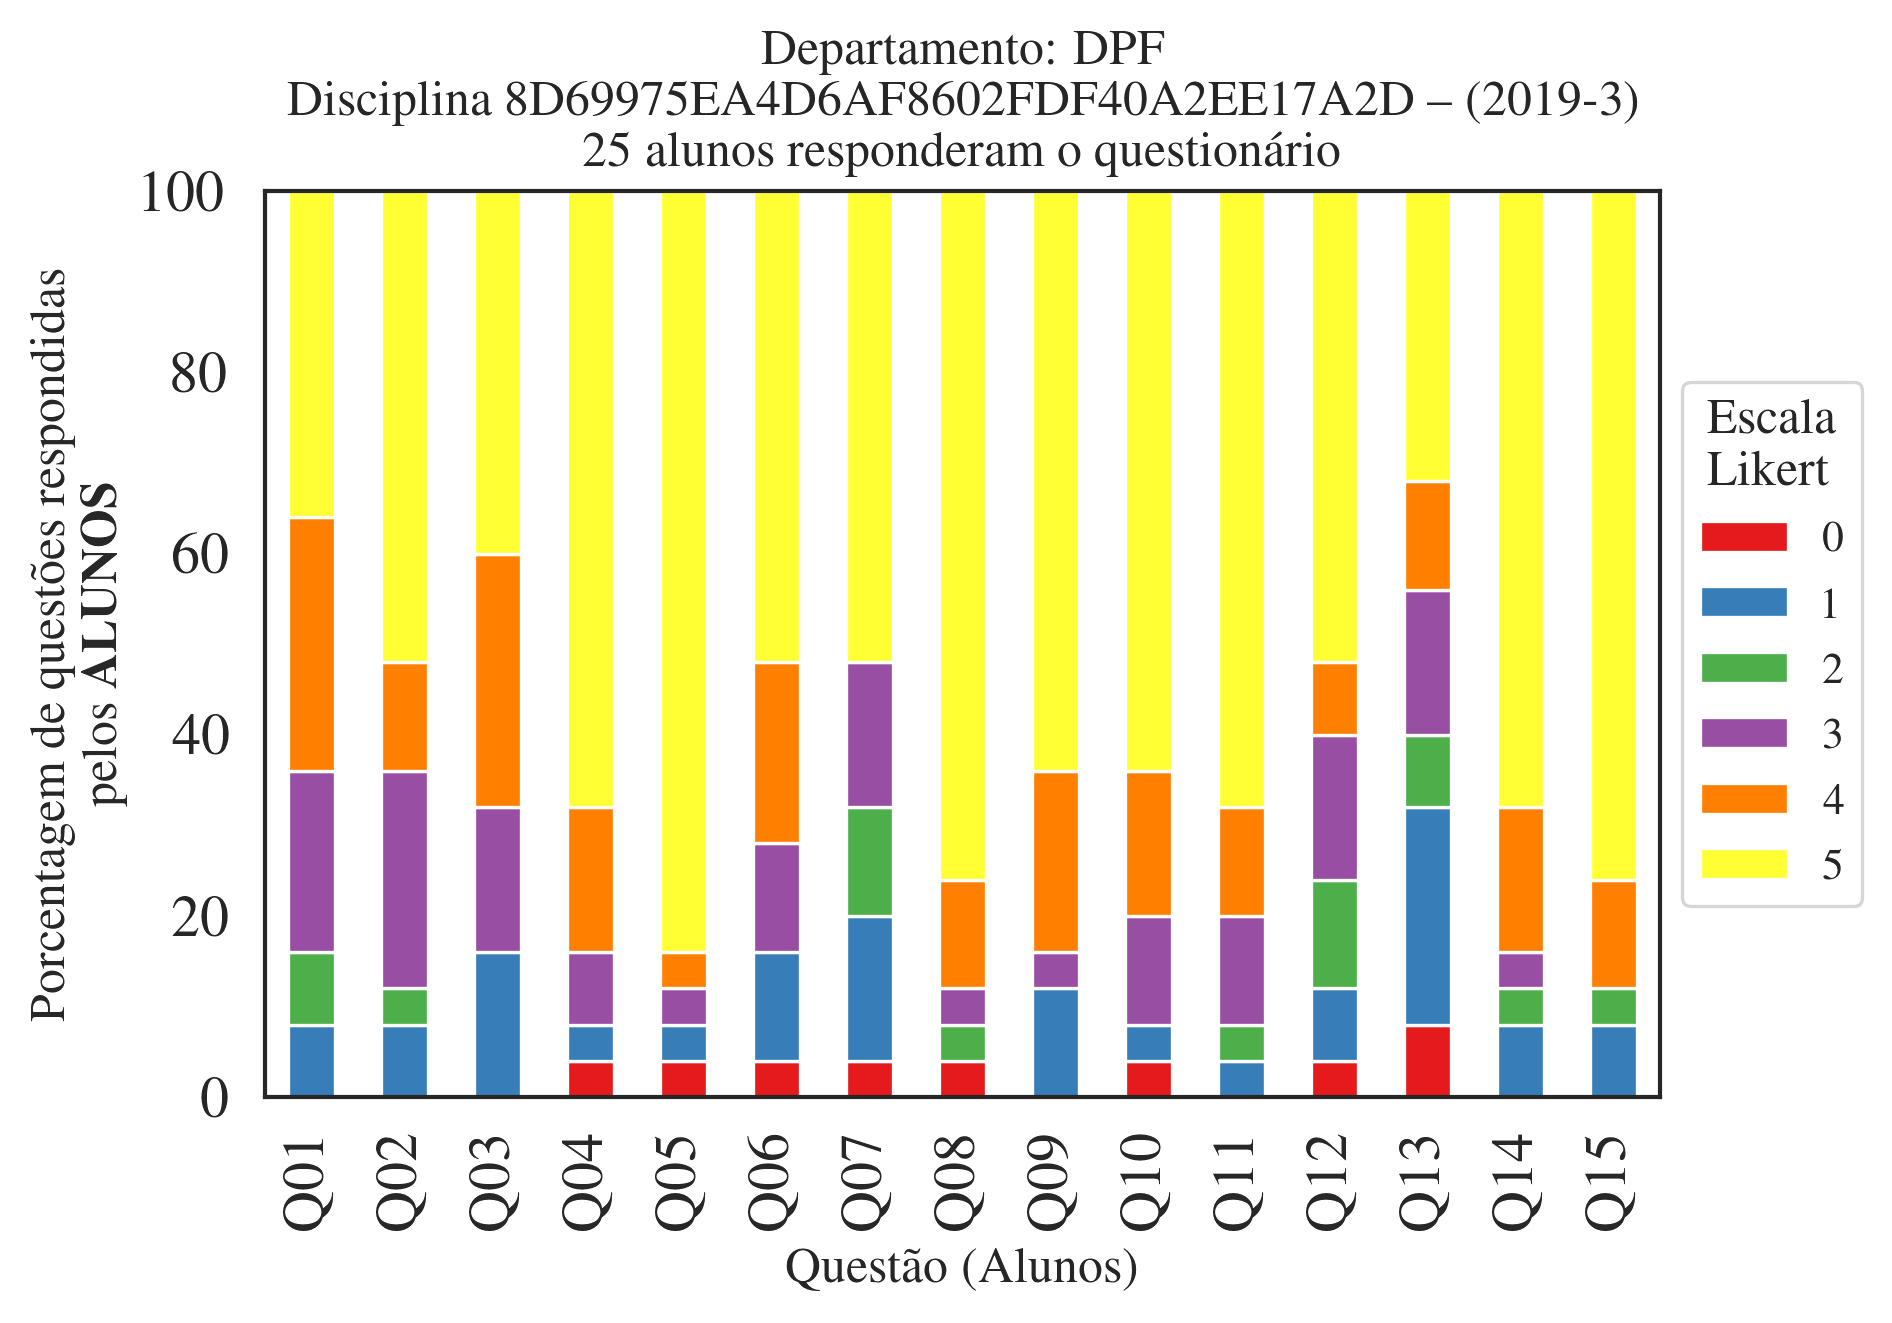 Departamento: DPF
Disciplina 8D69975EA4D6AF8602FDF40A2EE17A2D – (2019-3)
25 alunos responderam o questionário
100
80
60
40
20
0
Porcentagem de questões respondidas
pelos ALUNOS
Q01
Q02
Q03
Q04
Q05
Q06
Q07
Q08
Q09
Q10
Q11
Q12
Q13
Q14
Q15
Questão (Alunos)
Escala
Likert
0
1
2
3
4
5